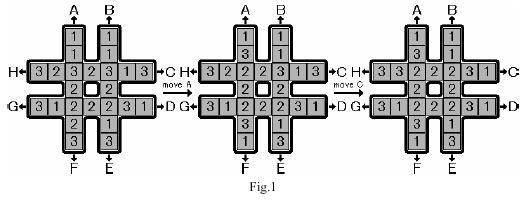 A B A B A B
1 1 1 1 1 1
1 1 3 1 3 1
H 3 2 3 2 3 1 3 C H 3 2 2 2 3 1 3 C H 3 3 2 2 2 3 1 C
2 2 move A 2 2 move C 2 2
G 3 1 2 2 2 3 1 D G 3 1 2 2 2 3 1 D G 3 1 2 2 2 3 1 D
2 1 3 1 3 1
3 3 1 3 1 3
F E F E F E
Fig.1